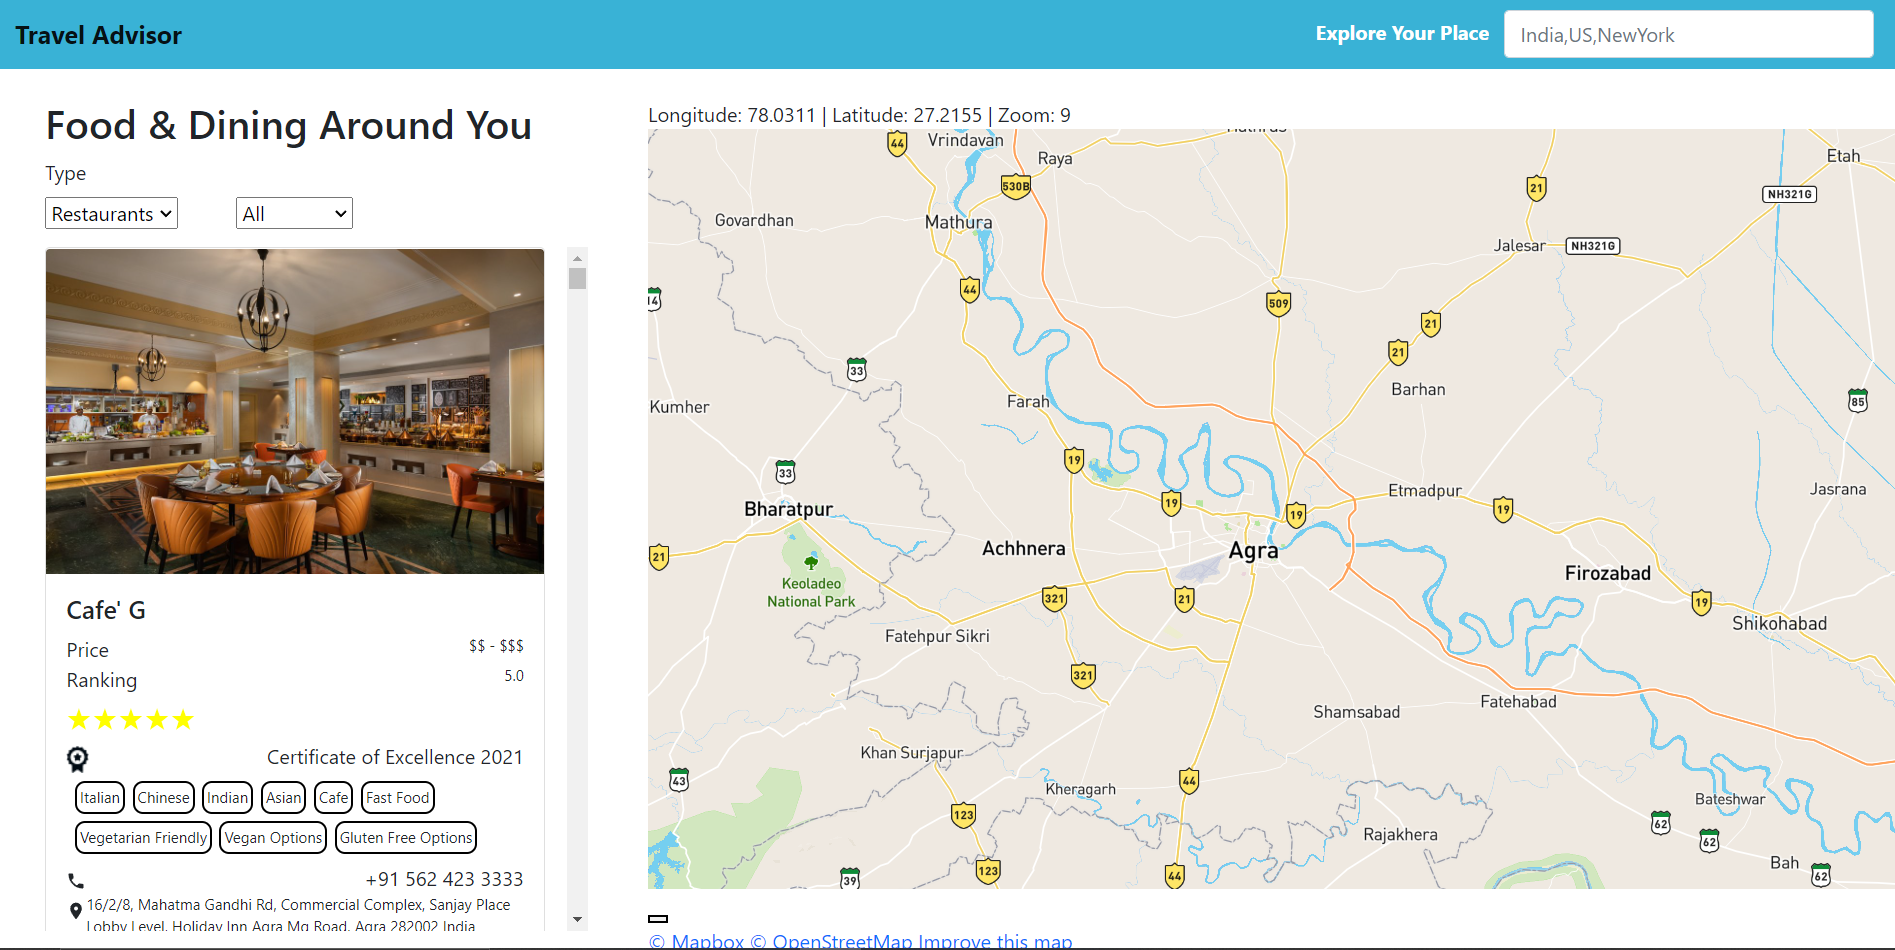 Travel Advisor
Explore Your Place
India,US,NewYork
Food & Dining Around You
Type
Restaurants
All
Cafe' G
Price
$$ - $$$
Ranking
5.0
Certificate of Excellence 2021
Italian
Chinese
Indian
Asian
Cafe
Fast Food
Vegetarian Friendly
Vegan Options
Gluten Free Options
+91 562 423 3333
16/2/8, Mahatma Gandhi Rd, Commercial Complex, Sanjay Place
Lobby Level, Holiday Inn Agra Mg Road, Agra 282002 India
Longitude: 78.0311 | Latitude: 27.2155 | Zoom: 9
44
Vrindavan
Raya
Etah
530B
21
NH321G
Govardhan
Mathura
Jalesar
NH321G
44
14
509
21
21
33
Barhan
85
Kumher
Farah
19
33
Etmadpur
Jasrana
Bharatpur
19
19
19
Achhnera
Agra
21
Keoladeo
National Park
Firozabad
321
21
19
Fatehpur Sikri
Shikohabad
321
Fatehabad
Shamsabad
Khan Surjapur
43
44
Kheragarh
Bateshwar
123
62
62
Rajakhera
Bah
123
39
44
62
© Mapbox © OpenStreetMap Improve this map